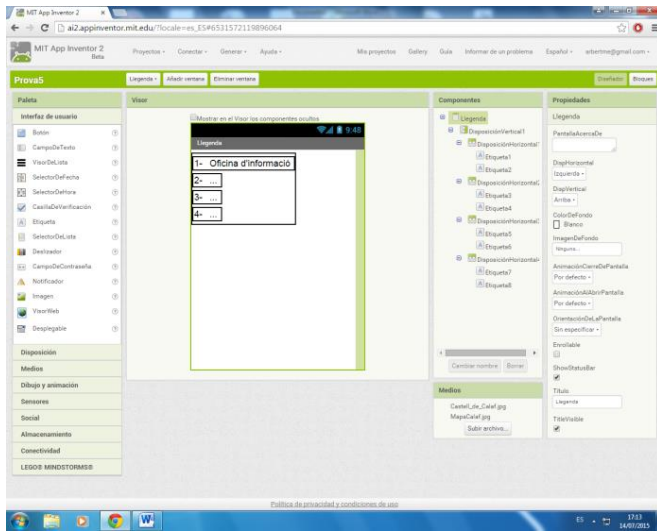 MIT App Inventor 2
ai2.appinventor.mit.edu/?locale=es_ES#6531572119896064
MIT App Inventor 2
Beta
Proyectos
Conectar
Generar
Ayuda
Mis proyectos
Gallery
Guía
Informar de un problema
Español
Prova5
Llegenda
Añadir ventana
Eliminar ventana
Diseñador
Bloques
Paleta
Interfaz de usuario
Botón
CampoDeTexto
VisorDeLista
SelectorDeFecha
SelectorDeHora
CasillaDeVerificación
Etiqueta
SelectorDeLista
Deslizador
CampoDeContraseña
Notificador
Imagen
VisorWeb
Desplegable
Disposición
Medios
Dibujo y animación
Sensores
Social
Almacenamiento
Conectividad
LEGO® MINDSTORMS®
Visor
Mostrar en el Visor los componentes ocultos
9:48
Llegenda
1- Oficina d'informació
2- ...
3- ...
4- ...
Componentes
Llegenda
DisposiciónVertical1
DisposiciónHorizontal
Etiqueta1
Etiqueta2
DisposiciónHorizontal
Etiqueta3
Etiqueta4
DisposiciónHorizontal
Etiqueta5
Etiqueta6
DisposiciónHorizontal
Etiqueta7
Etiqueta8
Cambiar nombre
Borrar
Medios
Castell_de_Calaf.jpg
MapaCalaf.jpg
Subir archivo...
Propiedades
Llegenda
PantallaAcercaDe
DispHorizontal
Izquierda
DispVertical
Arriba
ColorDeFondo
Blanco
ImagenDeFondo
Ninguno...
AnimaciónCierreDePantalla
Por defecto
AnimaciónAlAbrirPantalla
Por defecto
OrientaciónDeLaPantalla
Sin especificar
Enrollable
ShowStatusBar
Título
Llegenda
TitleVisible
Política de privacidad y condiciones de uso
ES
17:13
14/07/2015